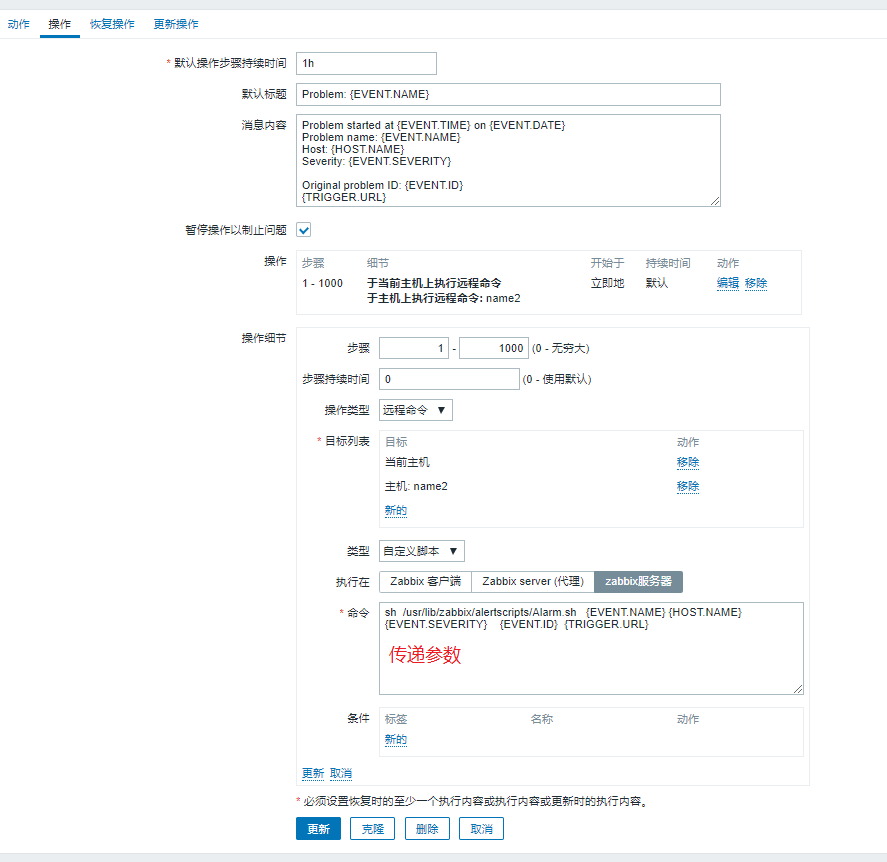 动作 操作 恢复操作 更新操作
* 默认操作步骤持续时间 1h
默认标题 Problem: {EVENT.NAME}
消息内容 Problem started at {EVENT.TIME} on {EVENT.DATE}
Problem name: {EVENT.NAME}
Host: {HOST.NAME}
Severity: {EVENT.SEVERITY}
Original problem ID: {EVENT.ID}
{TRIGGER.URL}
暂停操作以制止问题
操作 步骤 细节 开始于 持续时间 动作
1 - 1000 于当前主机上执行远程命令 立即地 默认 编辑 移除
于主机上执行远程命令: name2
操作细节
步骤 1 - 1000 (0 - 无穷大)
步骤持续时间 0 (0 - 使用默认)
操作类型 远程命令 ▼
* 目标列表 目标 动作
当前主机 移除
主机: name2 移除
新的
类型 自定义脚本 ▼
执行在 Zabbix 客户端 Zabbix server (代理) zabbix服务器
* 命令 sh /usr/lib/zabbix/alertscripts/Alarm.sh {EVENT.NAME} {HOST.NAME}
{EVENT.SEVERITY} {EVENT.ID} {TRIGGER.URL}
传递参数
条件 标签 名称 动作
新的
更新 取消
* 必须设置恢复时的至少一个执行内容或执行内容或更新时的执行内容。
更新 克隆 删除 取消